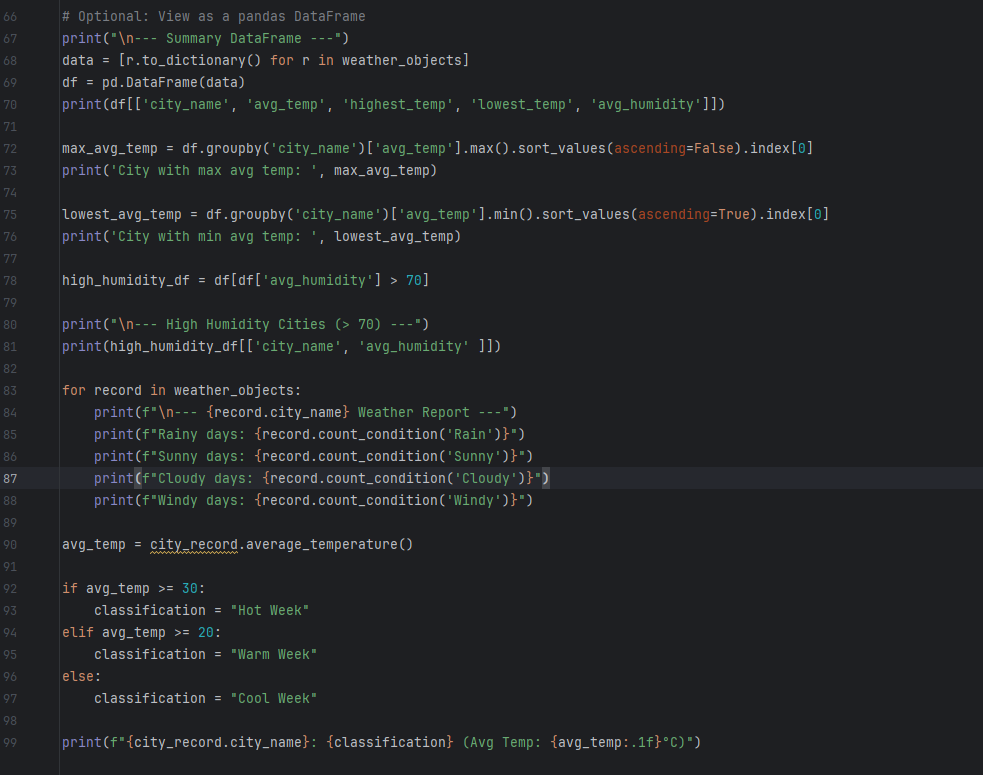 66 # Optional: View as a pandas DataFrame
67 print("\n--- Summary DataFrame ---")
68 data = [r.to_dictionary() for r in weather_objects]
69 df = pd.DataFrame(data)
70 print(df[['city_name', 'avg_temp', 'highest_temp', 'lowest_temp', 'avg_humidity']])
71
72 max_avg_temp = df.groupby('city_name')['avg_temp'].max().sort_values(ascending=False).index[0]
73 print('City with max avg temp: ', max_avg_temp)
74
75 lowest_avg_temp = df.groupby('city_name')['avg_temp'].min().sort_values(ascending=True).index[0]
76 print('City with min avg temp: ', lowest_avg_temp)
77
78 high_humidity_df = df[df['avg_humidity'] > 70]
79
80 print("\n--- High Humidity Cities (> 70) ---")
81 print(high_humidity_df[['city_name', 'avg_humidity' ]])
82
83 for record in weather_objects:
84     print(f"\n--- {record.city_name} Weather Report ---")
85     print(f"Rainy days: {record.count_condition('Rain')}")
86     print(f"Sunny days: {record.count_condition('Sunny')}")
87     print(f"Cloudy days: {record.count_condition('Cloudy')}")
88     print(f"Windy days: {record.count_condition('Windy')}")
89
90 avg_temp = city_record.average_temperature()
91
92 if avg_temp >= 30:
93     classification = "Hot Week"
94 elif avg_temp >= 20:
95     classification = "Warm Week"
96 else:
97     classification = "Cool Week"
98
99 print(f"{city_record.city_name}: {classification} (Avg Temp: {avg_temp:.1f}°C)")